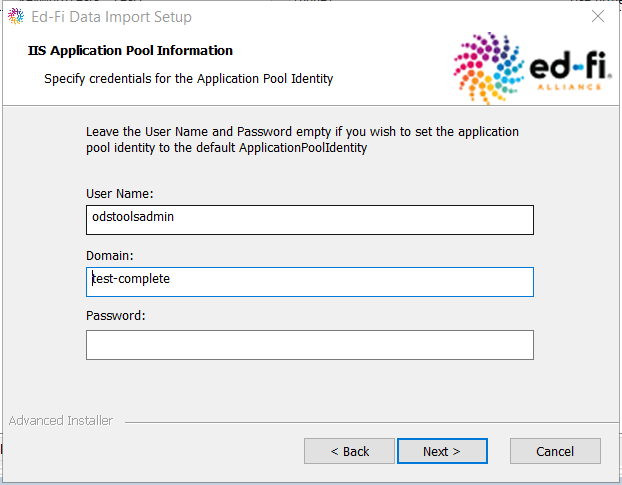 Ed-Fi Data Import Setup
IIS Application Pool Information
Specify credentials for the Application Pool Identity
ed-fi
ALLIANCE
Leave the User Name and Password empty if you wish to set the application
pool identity to the default ApplicationPoolIdentity
User Name:
odstoolsadmin
Domain:
test-complete
Password:
Advanced Installer
< Back
Next >
Cancel